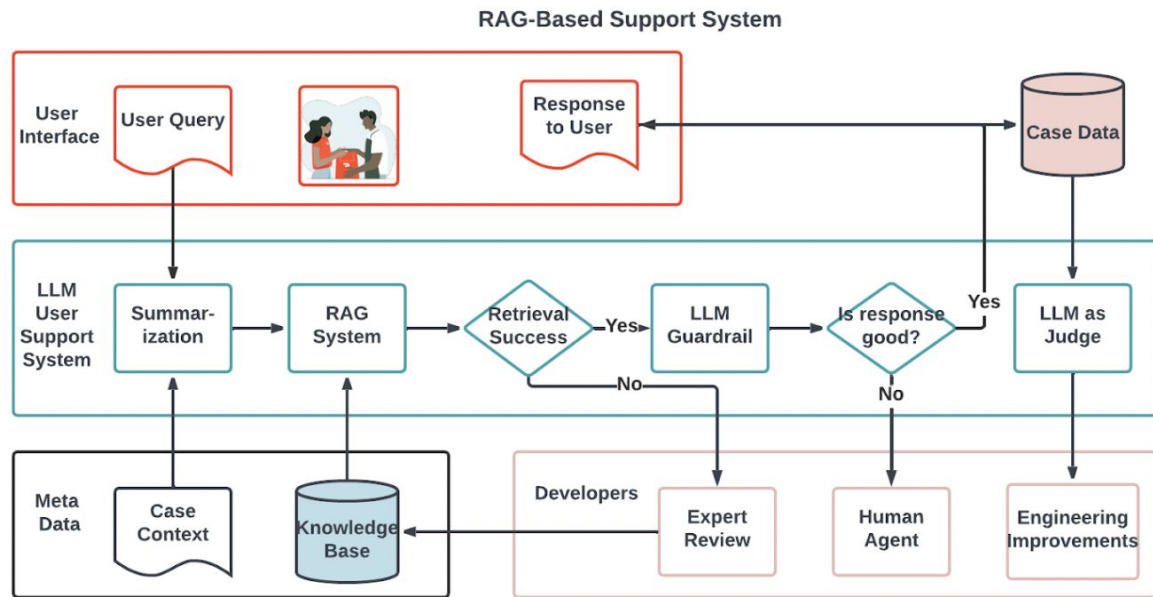 RAG-Based Support System
User
Interface
User Query
Response
to User
Case Data
LLM
User
Support
System
Summar-
ization
RAG
System
Retrieval
Success
Yes
No
LLM
Guardrail
Is response
good?
Yes
No
LLM as
Judge
Meta
Data
Case
Context
Knowledge
Base
Developers
Expert
Review
Human
Agent
Engineering
Improvements